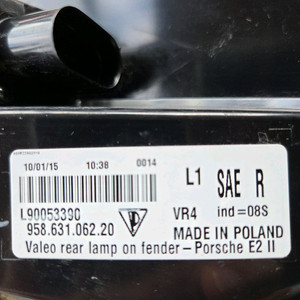 10/01/15 10:38 0014
L1 SAE R
L90053390
VR4 ind=08S
958.631.062.20 MADE IN POLAND
Valeo rear lamp on fender-Porsche E2 II